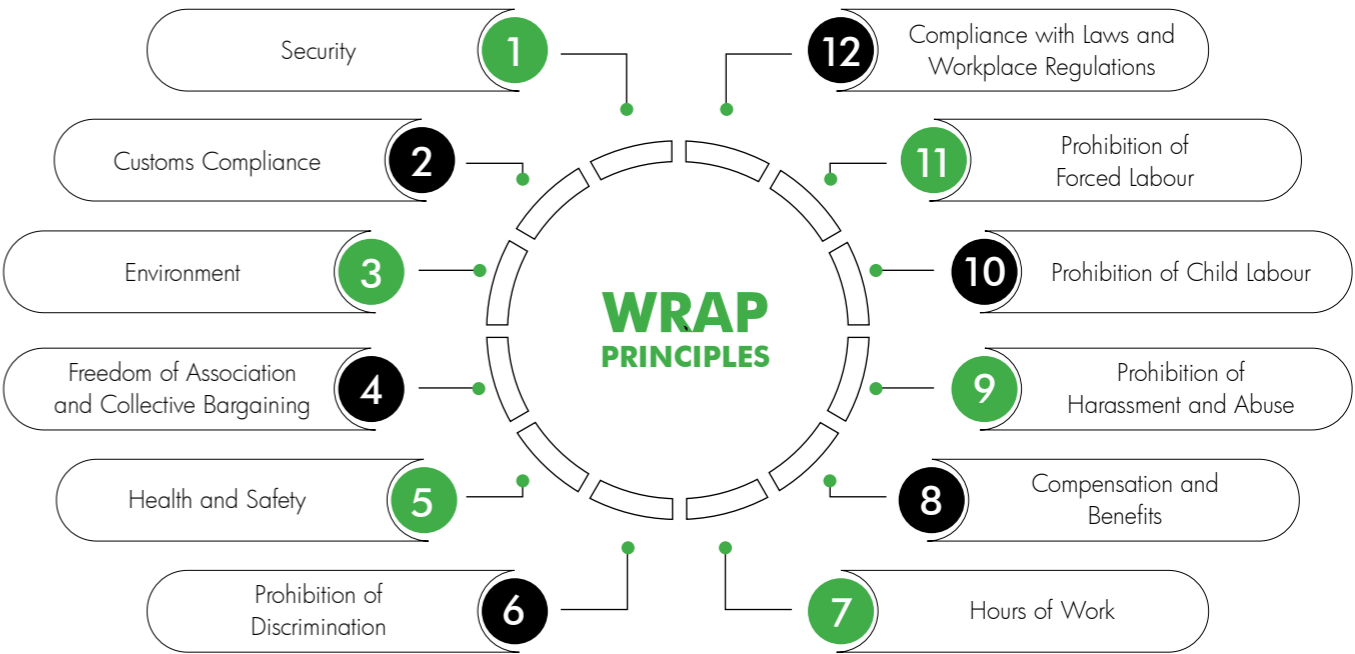 Security
1
Customs Compliance
2
Environment
3
Freedom of Association
and Collective Bargaining
4
Health and Safety
5
Prohibition of
Discrimination
6
WRAP
PRINCIPLES
12
Compliance with Laws and
Workplace Regulations
11
Prohibition of
Forced Labour
10
Prohibition of Child Labour
9
Prohibition of
Harassment and Abuse
8
Compensation and
Benefits
7
Hours of Work